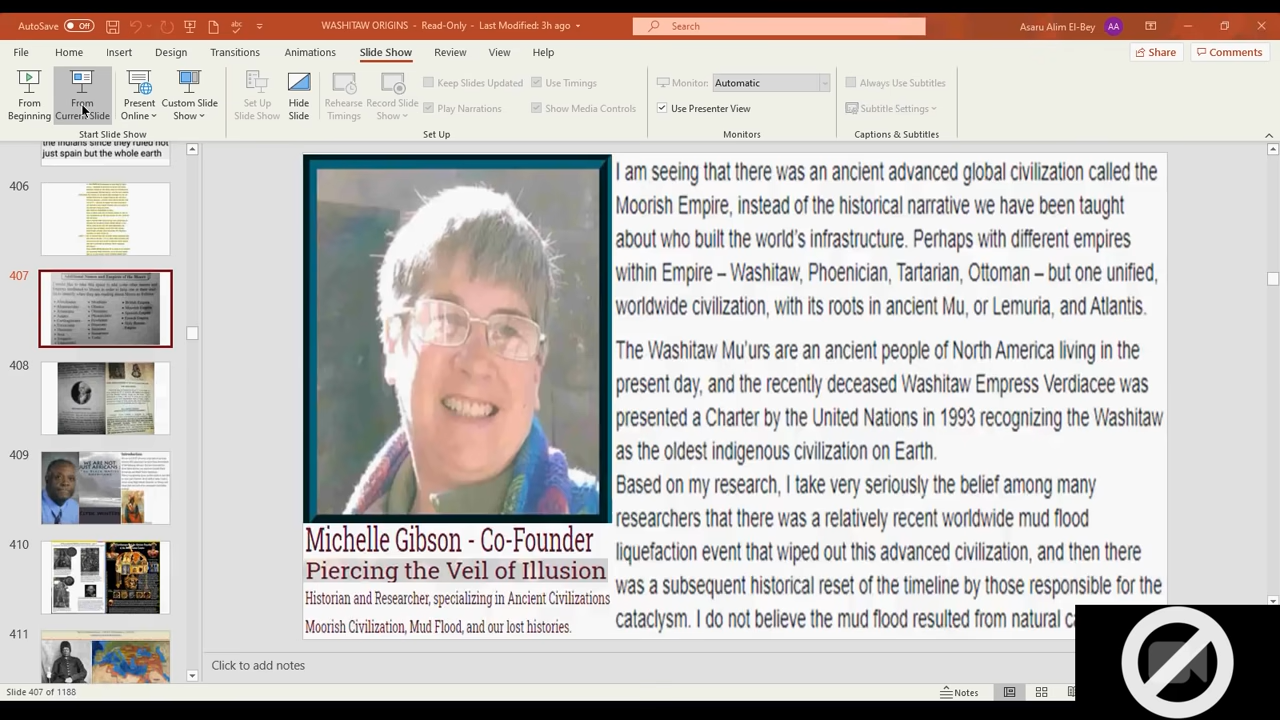 AutoSave Off WASHITAW ORIGINS - Read-Only - Last Modified: 3h ago Search Asaru Alim El-Bey AA
File Home Insert Design Transitions Animations Slide Show Review View Help Share Comments
From Beginning
From Current Slide
Present Online
Custom Slide Show
Set Up Slide Show
Hide Slide
Rehearse Timings
Record Slide Show
Keep Slides Updated
Play Narrations
Use Timings
Show Media Controls
Monitor: Automatic
Use Presenter View
Always Use Subtitles
Subtitle Settings
Start Slide Show Set Up Monitors Captions & Subtitles
the Indians since they ruled not
just spain but the whole earth
406
407
408
409
WE ARE NOT
JUST AFRICANS
410
411
I am seeing that there was an ancient advanced global civilization called the
Moorish Empire, instead of the historical narrative we have been taught
about who built the world's infrastructure. Perhaps with different empires
within Empire – Washitaw, Phoenician, Tartarian, Ottoman – but one unified,
worldwide civilization, with its roots in ancient Mu, or Lemuria, and Atlantis.
The Washitaw Mu'urs are an ancient people of North America living in the
present day, and the recently deceased Washitaw Empress Verdiacee was
presented a Charter by the United Nations in 1993 recognizing the Washitaw
as the oldest indigenous civilization on Earth.
Based on my research, I take very seriously the belief among many
researchers that there was a relatively recent worldwide mud flood
liquefaction event that wiped out this advanced civilization, and then there
was a subsequent historical reset of the timeline by those responsible for the
cataclysm. I do not believe the mud flood resulted from natural
Michelle Gibson - Co-Founder
Piercing the Veil of Illusion
Historian and Researcher, specializing in Ancient Civilizations
Moorish Civilization, Mud Flood, and our lost histories.
Click to add notes
Slide 407 of 1188 Notes